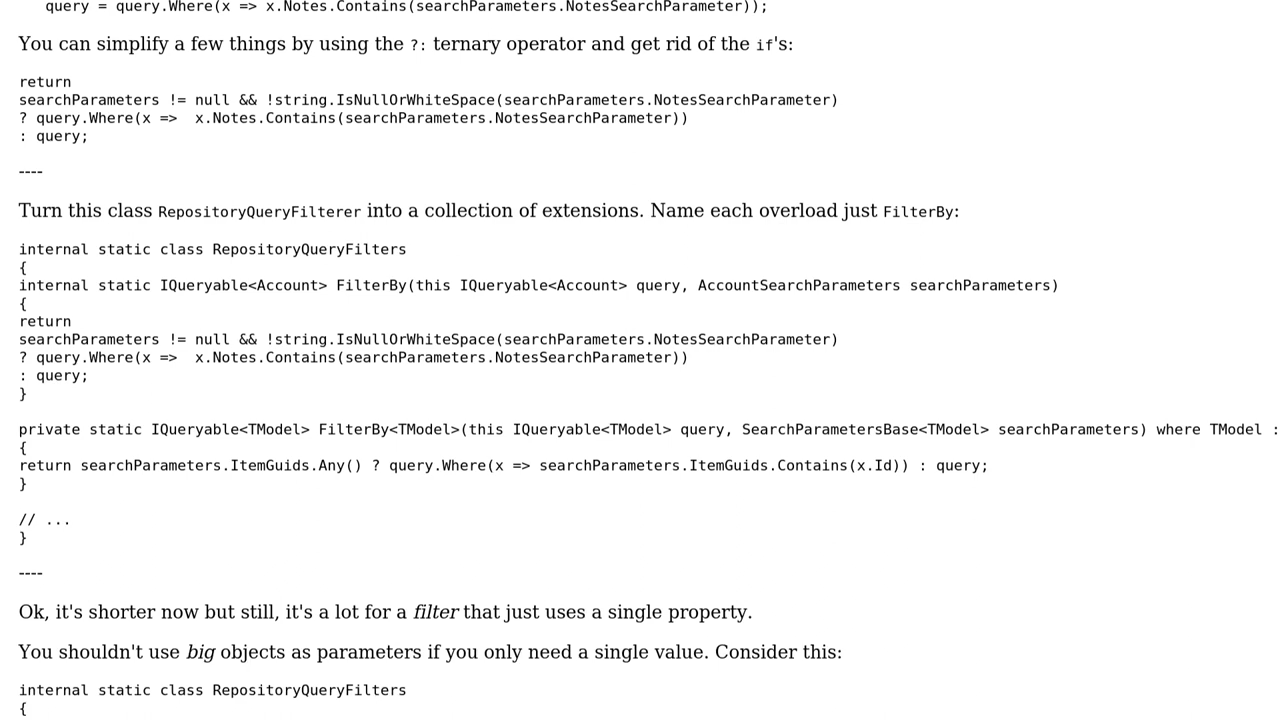 query = query.Where(x => x.Notes.Contains(searchParameters.NotesSearchParameter));
You can simplify a few things by using the ?: ternary operator and get rid of the if's:
return
searchParameters != null && !string.IsNullOrWhiteSpace(searchParameters.NotesSearchParameter)
? query.Where(x =>  x.Notes.Contains(searchParameters.NotesSearchParameter))
: query;
----
Turn this class RepositoryQueryFilterer into a collection of extensions. Name each overload just FilterBy:
internal static class RepositoryQueryFilters
{
internal static IQueryable<Account> FilterBy(this IQueryable<Account> query, AccountSearchParameters searchParameters)
{
return
searchParameters != null && !string.IsNullOrWhiteSpace(searchParameters.NotesSearchParameter)
? query.Where(x =>  x.Notes.Contains(searchParameters.NotesSearchParameter))
: query;
}
private static IQueryable<TModel> FilterBy<TModel>(this IQueryable<TModel> query, SearchParametersBase<TModel> searchParameters) where TModel :
{
return searchParameters.ItemGuids.Any() ? query.Where(x => searchParameters.ItemGuids.Contains(x.Id)) : query;
}
// ...
}
----
Ok, it's shorter now but still, it's a lot for a filter that just uses a single property.
You shouldn't use big objects as parameters if you only need a single value. Consider this:
internal static class RepositoryQueryFilters
{